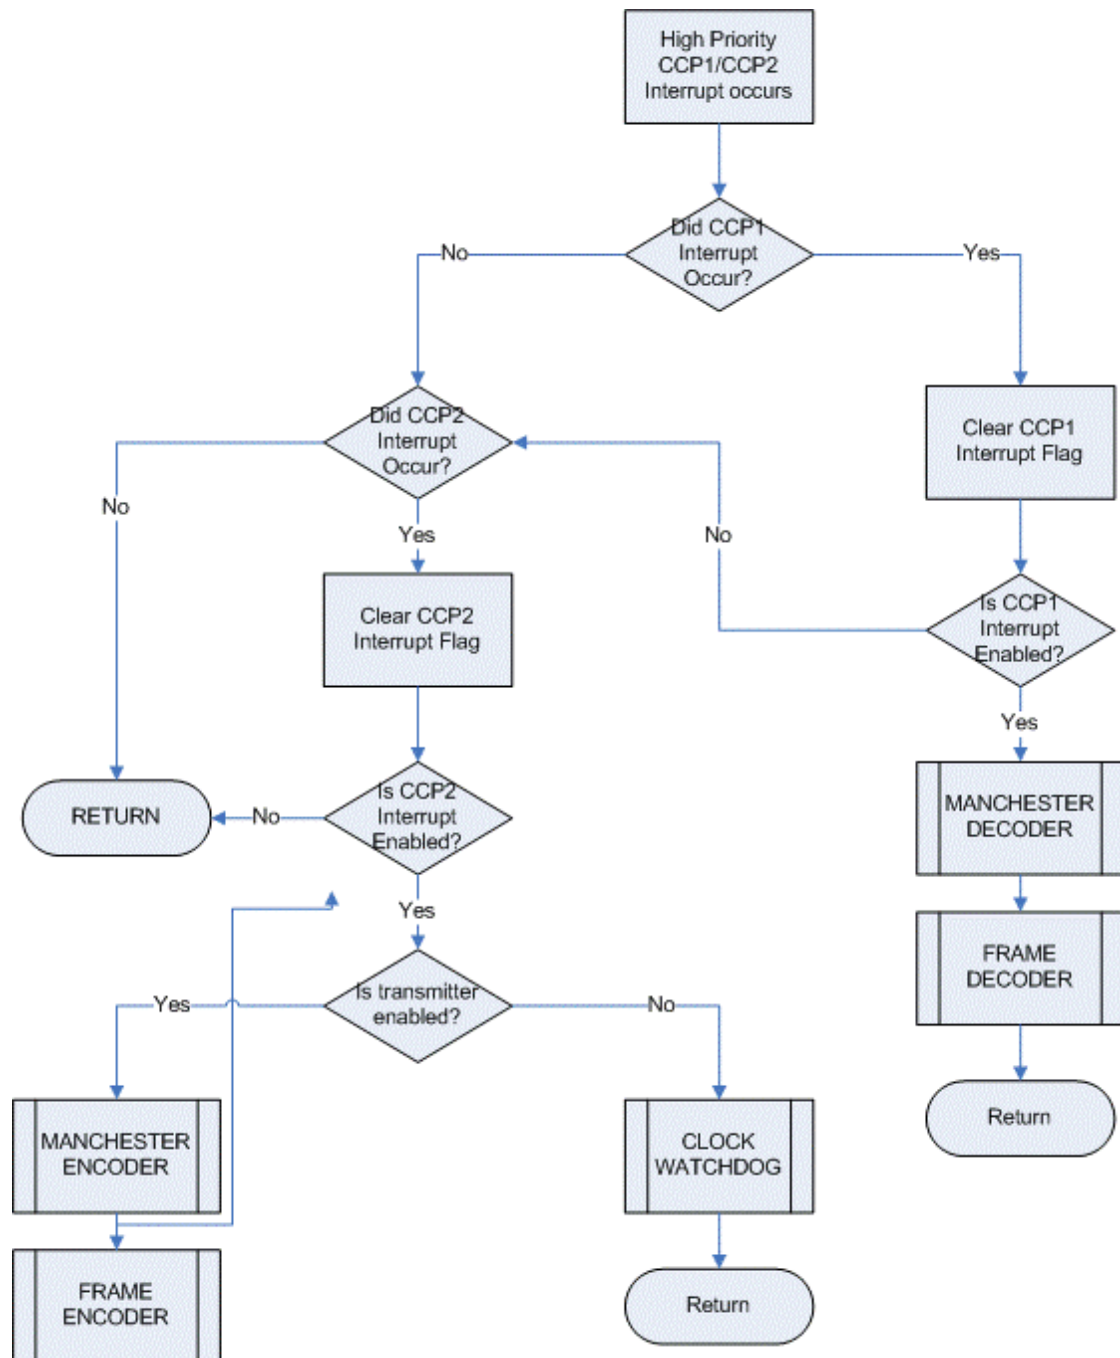 High Priority
CCP1/CCP2
Interrupt occurs
Did CCP1
Interrupt
Occur?
No
Yes
Did CCP2
Interrupt
Occur?
Clear CCP1
Interrupt Flag
No
Yes
No
Clear CCP2
Interrupt Flag
Is CCP1
Interrupt
Enabled?
Yes
RETURN
No
Is CCP2
Interrupt
Enabled?
MANCHESTER
DECODER
Yes
FRAME
DECODER
Yes
Is transmitter
enabled?
No
MANCHESTER
ENCODER
CLOCK
WATCHDOG
Return
FRAME
ENCODER
Return